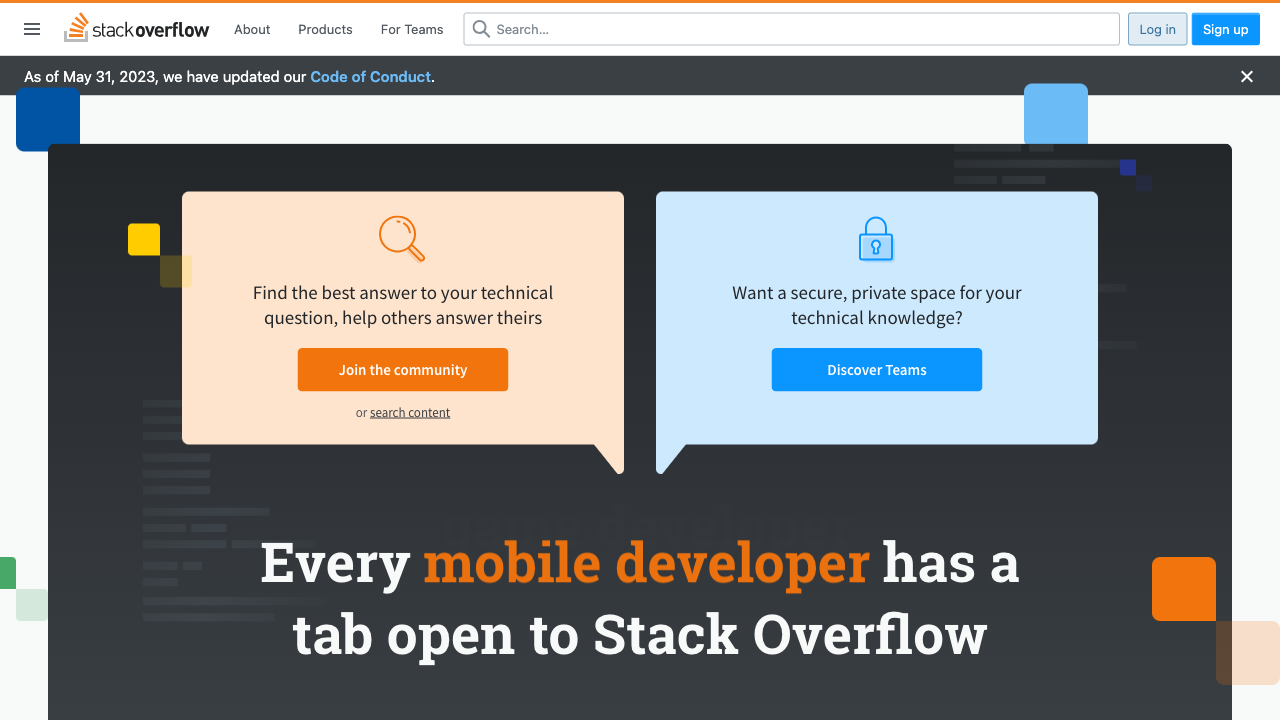 stackoverflow
About
Products
For Teams
Search…
Log in
Sign up
As of May 31, 2023, we have updated our Code of Conduct.
Find the best answer to your technical
question, help others answer theirs
Join the community
or search content
Want a secure, private space for your
technical knowledge?
Discover Teams
game developer
Every mobile developer has a
tab open to Stack Overflow